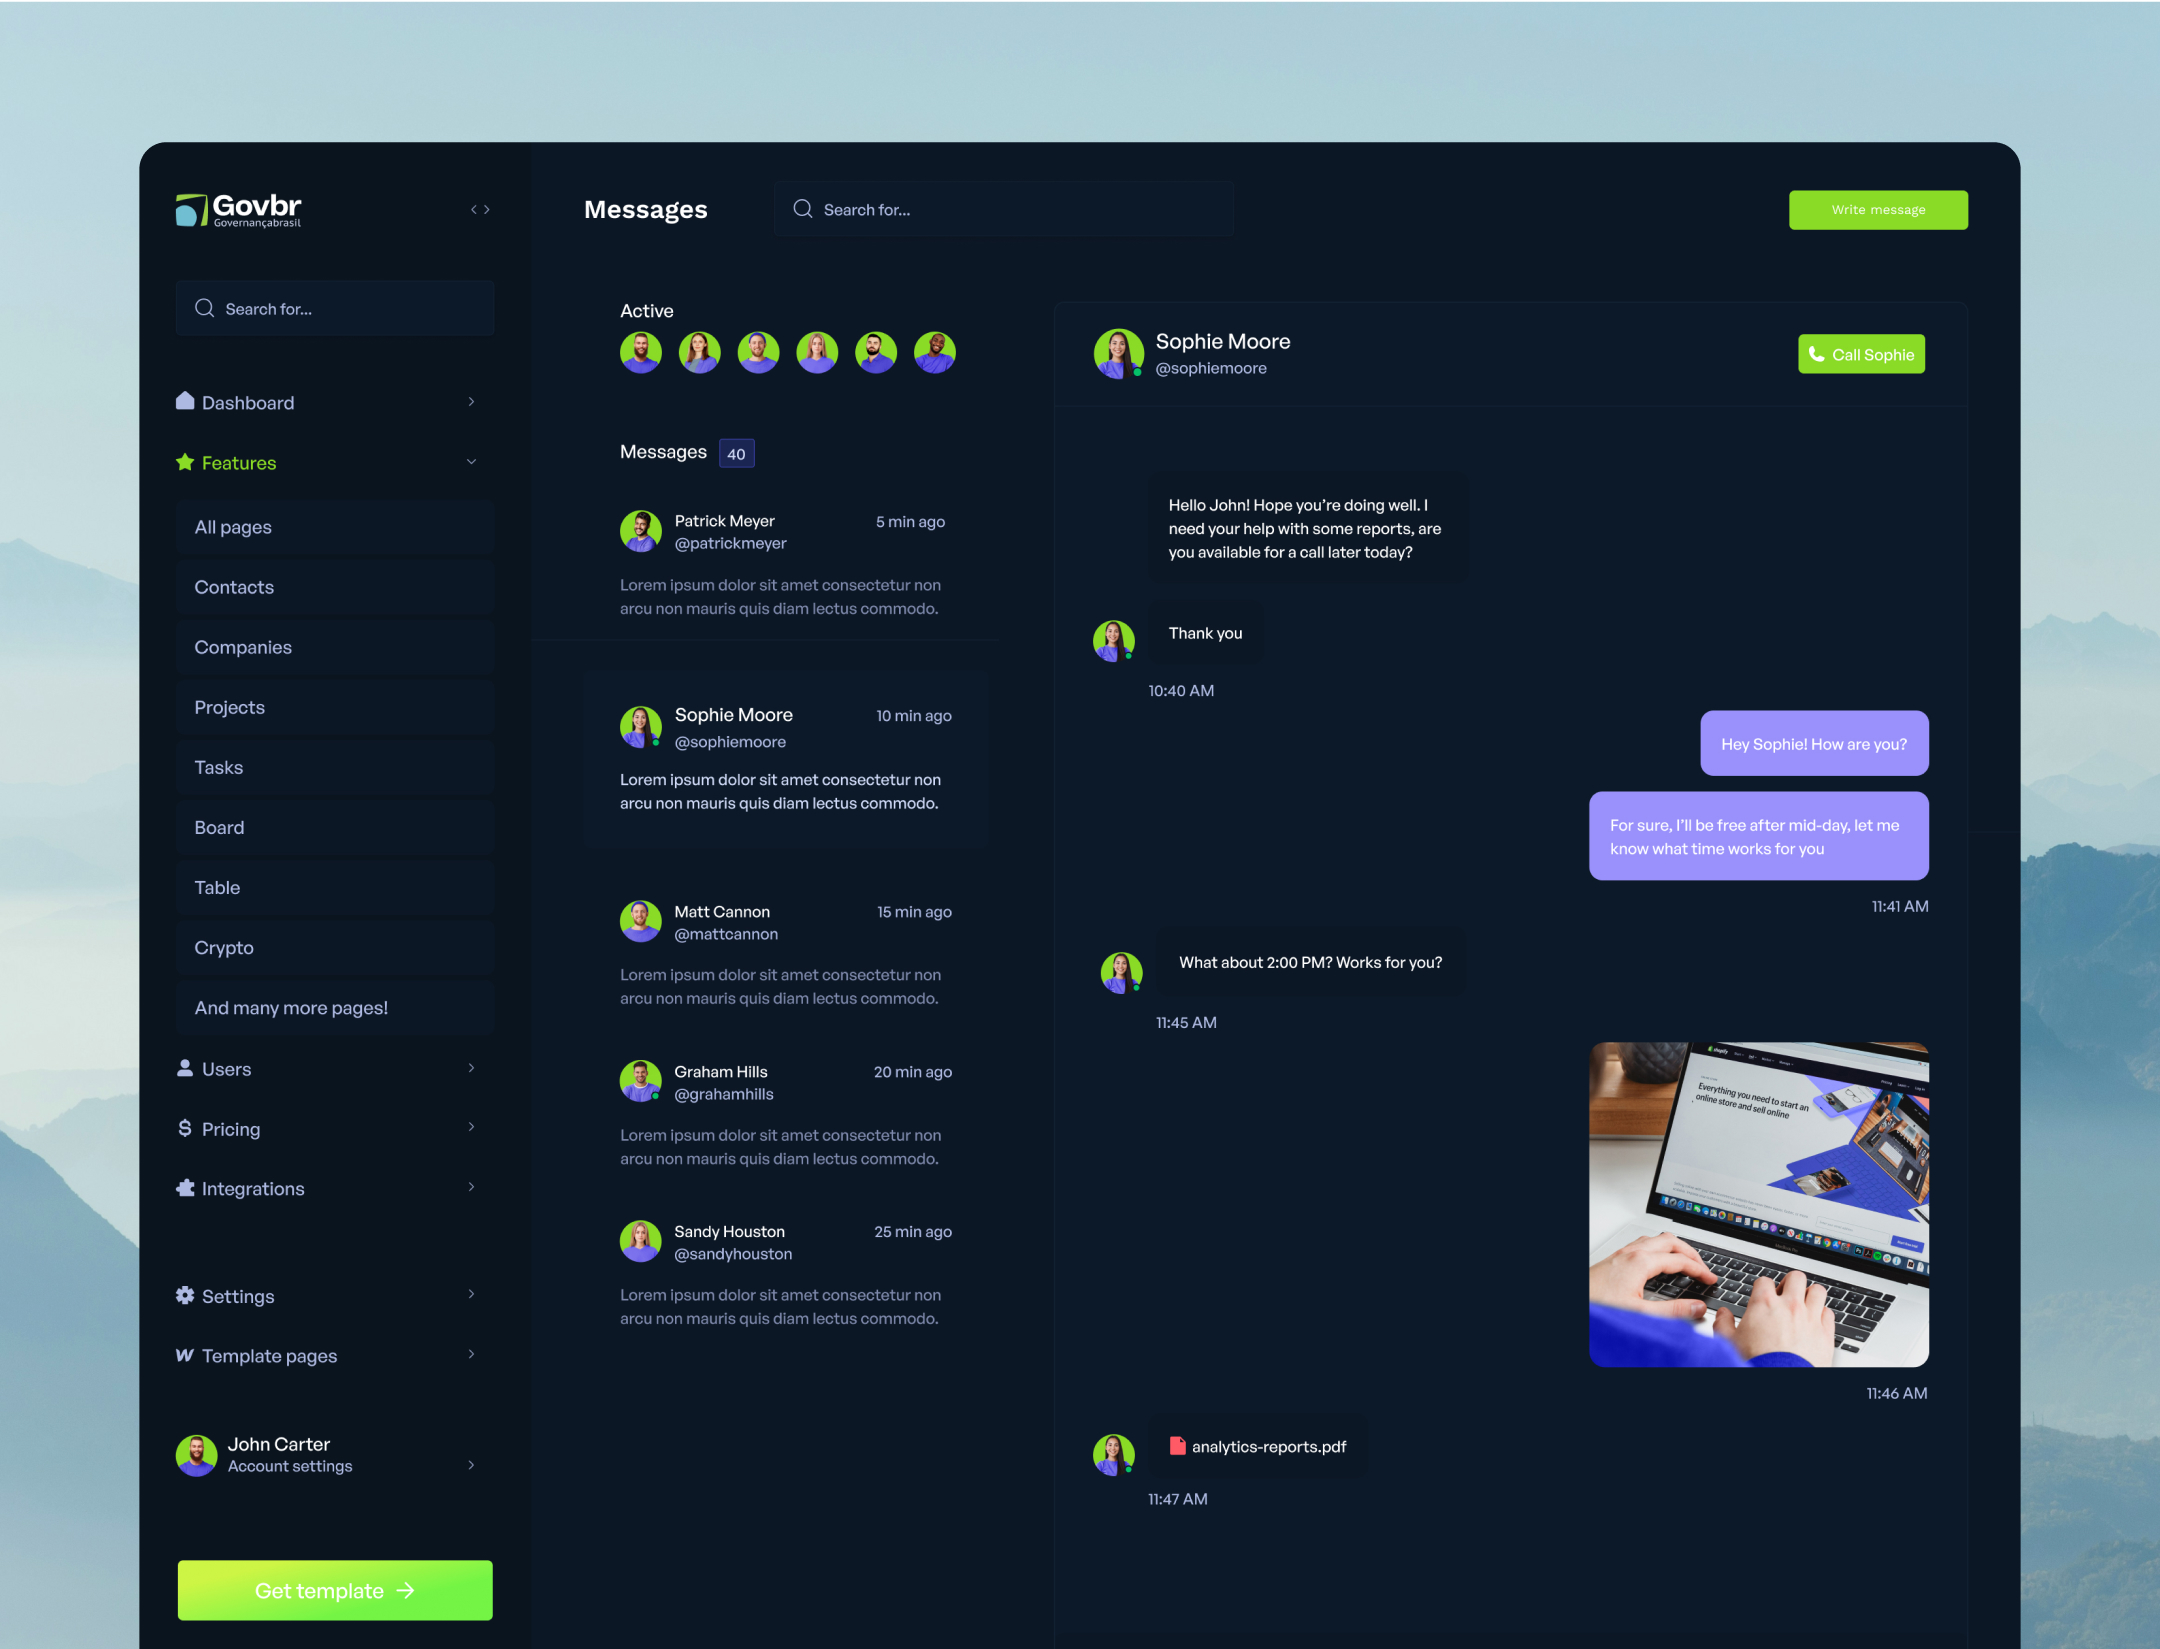 Govbr
Governançabrasil
Search for...
Dashboard
Features
All pages
Contacts
Companies
Projects
Tasks
Board
Table
Crypto
And many more pages!
Users
Pricing
Integrations
Settings
Template pages
John Carter
Account settings
Get template
Messages
Search for...
Write message
Active
Messages 40
Patrick Meyer 5 min ago
@patrickmeyer
Lorem ipsum dolor sit amet consectetur non
arcu non mauris quis diam lectus commodo.
Sophie Moore 10 min ago
@sophiemoore
Lorem ipsum dolor sit amet consectetur non
arcu non mauris quis diam lectus commodo.
Matt Cannon 15 min ago
@mattcannon
Lorem ipsum dolor sit amet consectetur non
arcu non mauris quis diam lectus commodo.
Graham Hills 20 min ago
@grahamhills
Lorem ipsum dolor sit amet consectetur non
arcu non mauris quis diam lectus commodo.
Sandy Houston 25 min ago
@sandyhouston
Lorem ipsum dolor sit amet consectetur non
arcu non mauris quis diam lectus commodo.
Sophie Moore
@sophiemoore
Call Sophie
Hello John! Hope you’re doing well. I
need your help with some reports, are
you available for a call later today?
Thank you
10:40 AM
Hey Sophie! How are you?
For sure, I’ll be free after mid-day, let me
know what time works for you
11:41 AM
What about 2:00 PM? Works for you?
11:45 AM
shopify
Everything you need to start an
online store and sell online
11:46 AM
analytics-reports.pdf
11:47 AM